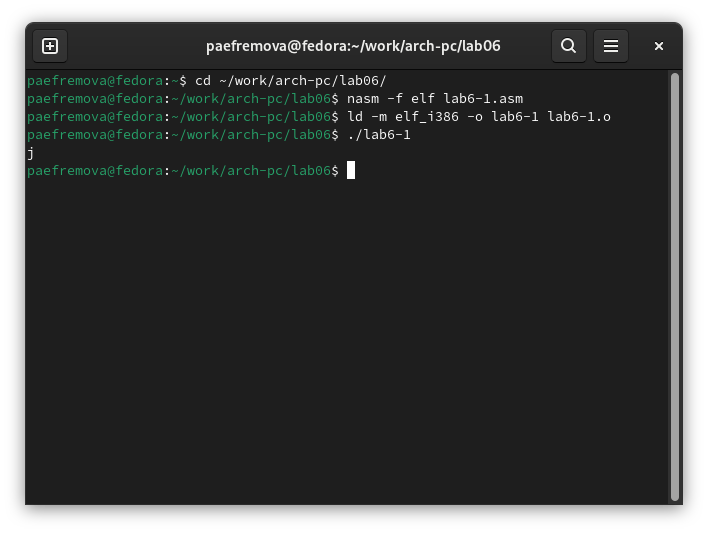 paefremova@fedora:~/work/arch-pc/lab06
paefremova@fedora:~$ cd ~/work/arch-pc/lab06/
paefremova@fedora:~/work/arch-pc/lab06$ nasm -f elf lab6-1.asm
paefremova@fedora:~/work/arch-pc/lab06$ ld -m elf_i386 -o lab6-1 lab6-1.o
paefremova@fedora:~/work/arch-pc/lab06$ ./lab6-1
j
paefremova@fedora:~/work/arch-pc/lab06$